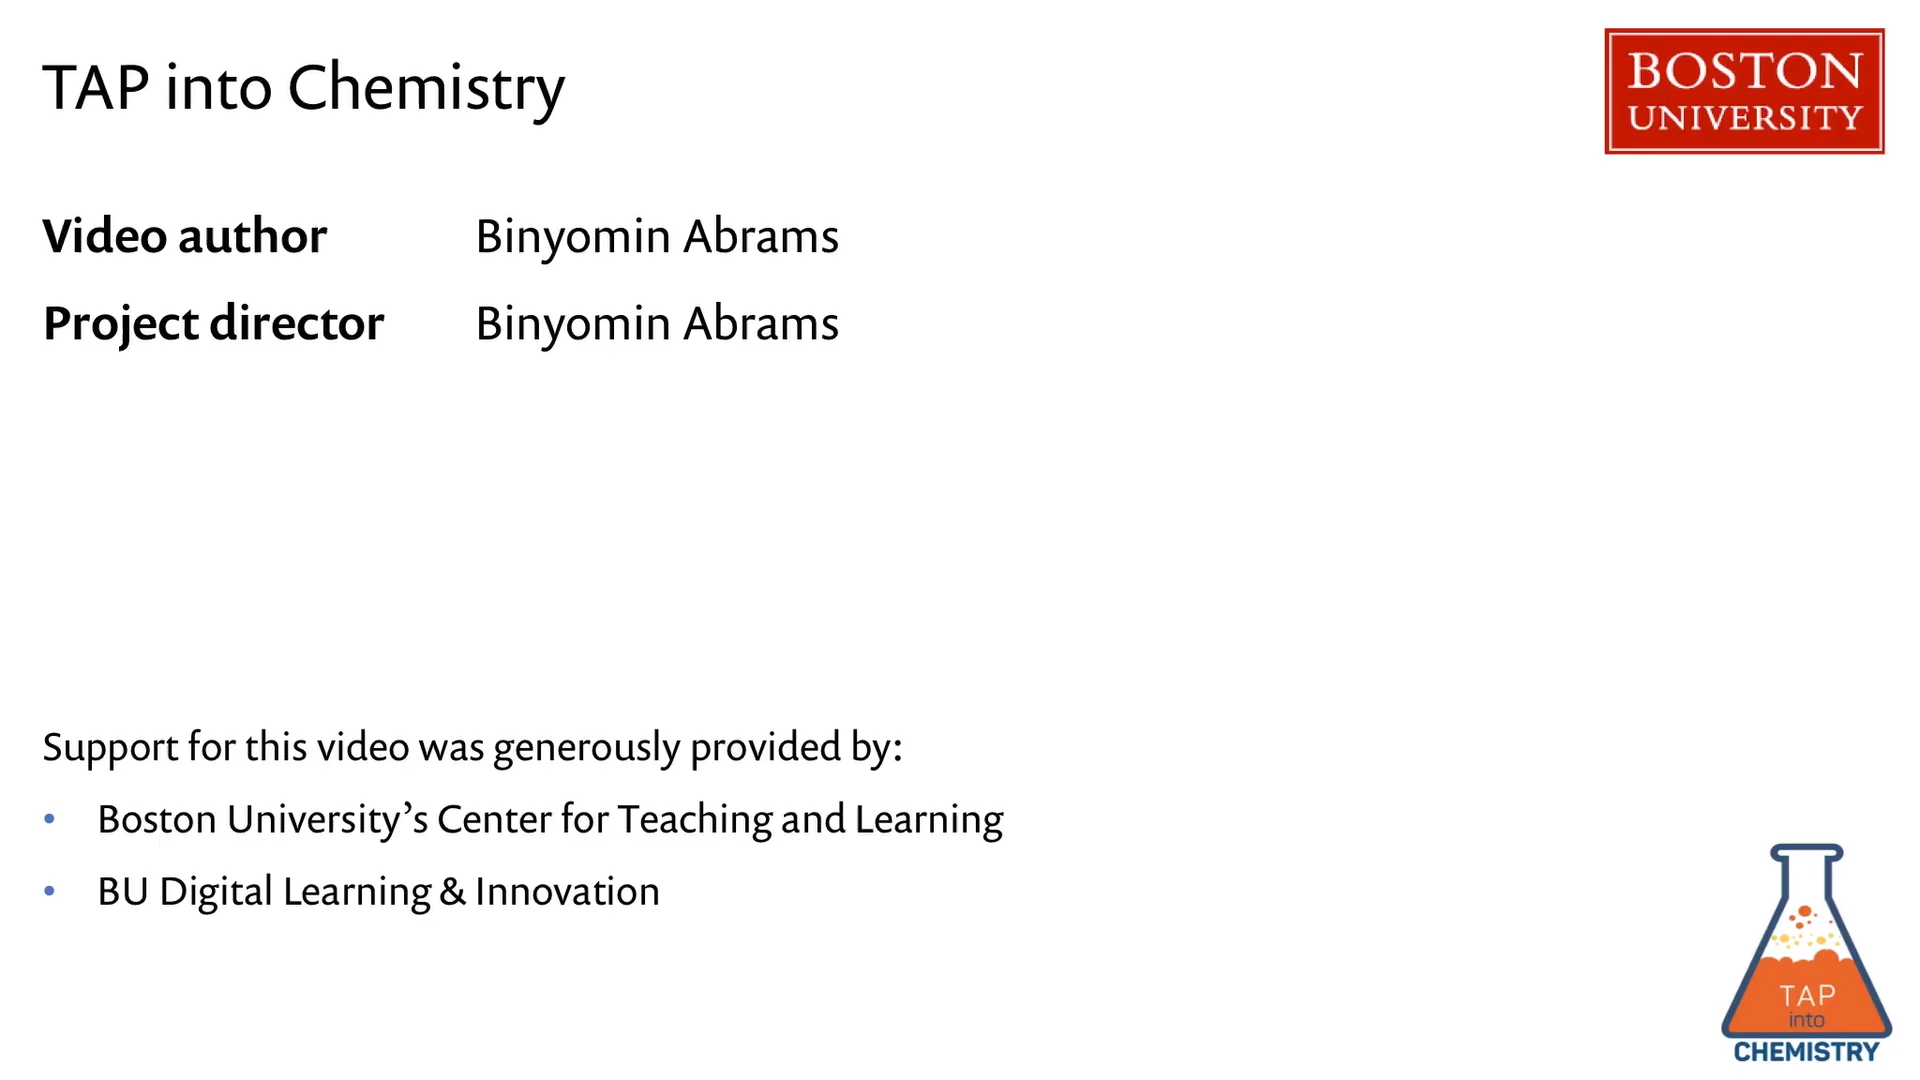 TAP into Chemistry
BOSTON
UNIVERSITY
Video author Binyomin Abrams
Project director Binyomin Abrams
Support for this video was generously provided by:
• Boston University’s Center for Teaching and Learning
• BU Digital Learning & Innovation
TAP
into
CHEMISTRY